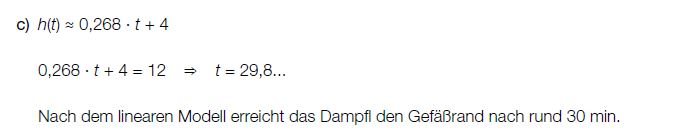 c) h(t) ≈ 0,268 · t + 4
0,268 · t + 4 = 12 ⇒ t = 29,8...
Nach dem linearen Modell erreicht das Dampfl den Gefäßrand nach rund 30 min.